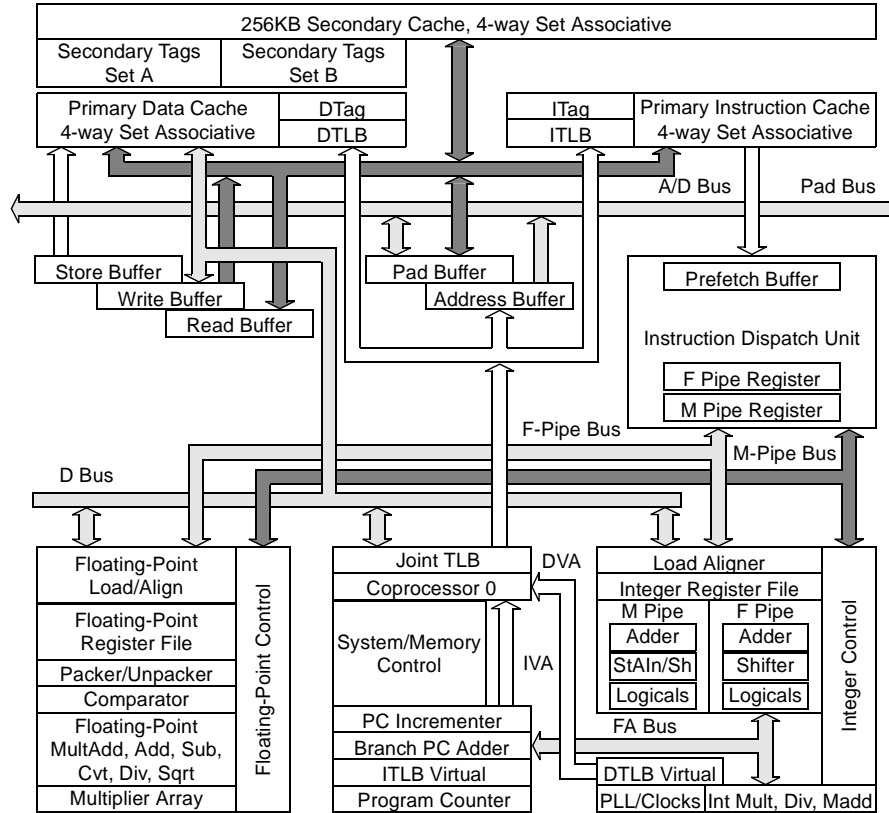 256KB Secondary Cache, 4-way Set Associative
Secondary Tags
Set A
Secondary Tags
Set B
Primary Data Cache
4-way Set Associative
DTag
DTLB
ITag
ITLB
Primary Instruction Cache
4-way Set Associative
A/D Bus
Pad Bus
Store Buffer
Write Buffer
Read Buffer
Pad Buffer
Address Buffer
Prefetch Buffer
Instruction Dispatch Unit
F Pipe Register
M Pipe Register
F-Pipe Bus
M-Pipe Bus
D Bus
Floating-Point
Load/Align
Floating-Point
Register File
Packer/Unpacker
Comparator
Floating-Point
MultAdd, Add, Sub,
Cvt, Div, Sqrt
Multiplier Array
Floating-Point Control
Joint TLB
Coprocessor 0
System/Memory
Control
PC Incrementer
Branch PC Adder
ITLB Virtual
Program Counter
DVA
IVA
FA Bus
Load Aligner
Integer Register File
M Pipe
Adder
StAIn/Sh
Logicals
F Pipe
Adder
Shifter
Logicals
Integer Control
DTLB Virtual
PLL/Clocks
Int Mult, Div, Madd